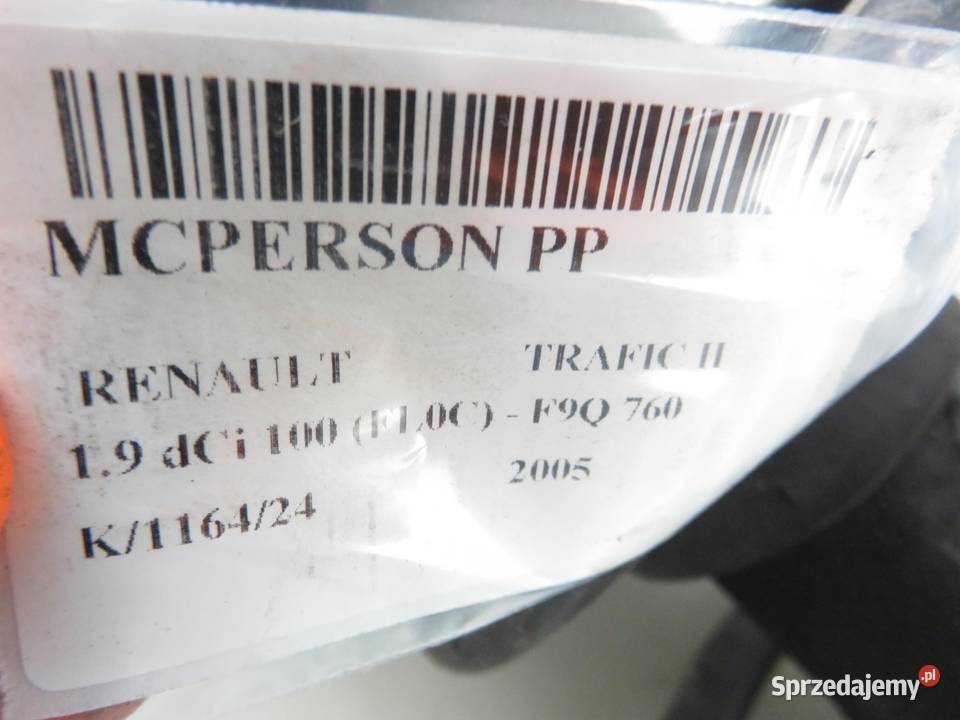 MCPERSON PP
RENAULT TRAFIC II
1.9 dCi 100 (FL0C) - F9Q 760
2005
K/1164/24
Sprzedajemy.pl